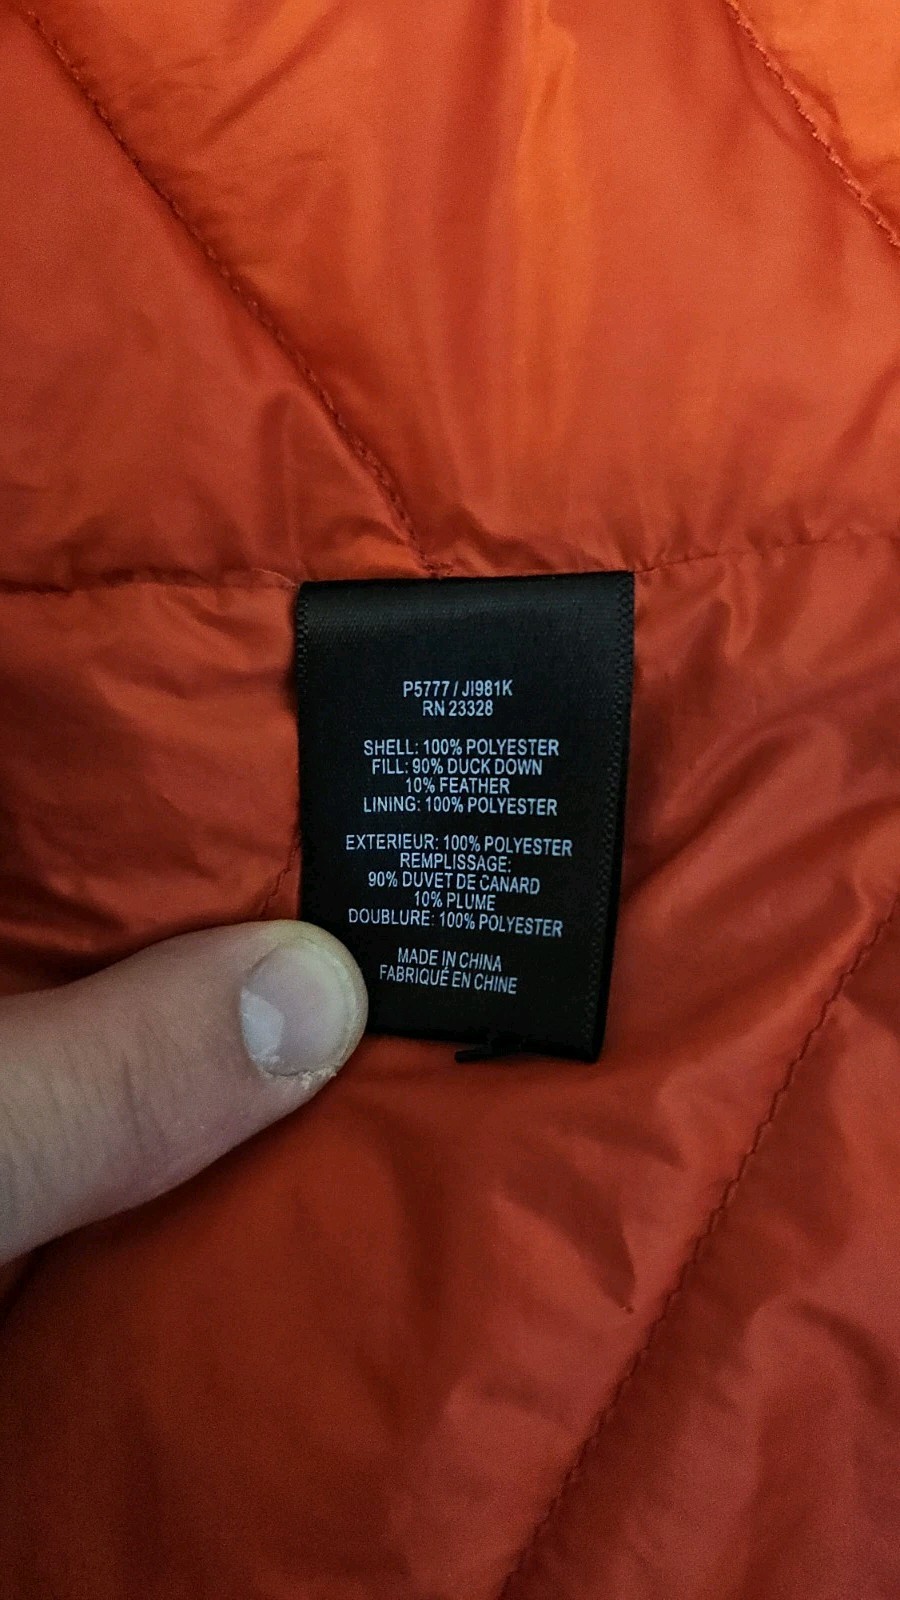 P5777 / JI981K
RN 23328
SHELL: 100% POLYESTER
FILL: 90% DUCK DOWN
10% FEATHER
LINING: 100% POLYESTER
EXTERIEUR: 100% POLYESTER
REMPLISSAGE:
90% DUVET DE CANARD
10% PLUME
DOUBLURE: 100% POLYESTER
MADE IN CHINA
FABRIQUÉ EN CHINE